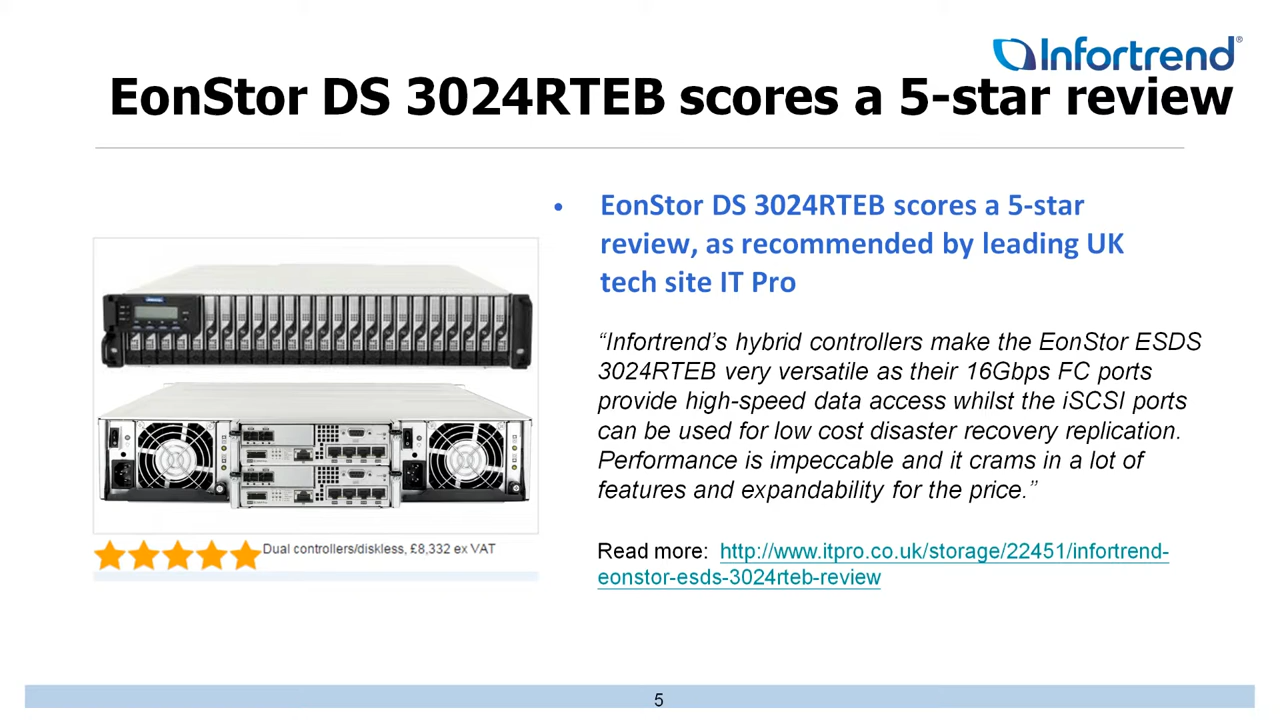 Infortrend®
EonStor DS 3024RTEB scores a 5-star review
• EonStor DS 3024RTEB scores a 5-star
review, as recommended by leading UK
tech site IT Pro
“Infortrend’s hybrid controllers make the EonStor ESDS
3024RTEB very versatile as their 16Gbps FC ports
provide high-speed data access whilst the iSCSI ports
can be used for low cost disaster recovery replication.
Performance is impeccable and it crams in a lot of
features and expandability for the price.”
Dual controllers/diskless, £8,332 ex VAT
Read more: http://www.itpro.co.uk/storage/22451/infortrend-
eonstor-esds-3024rteb-review
5